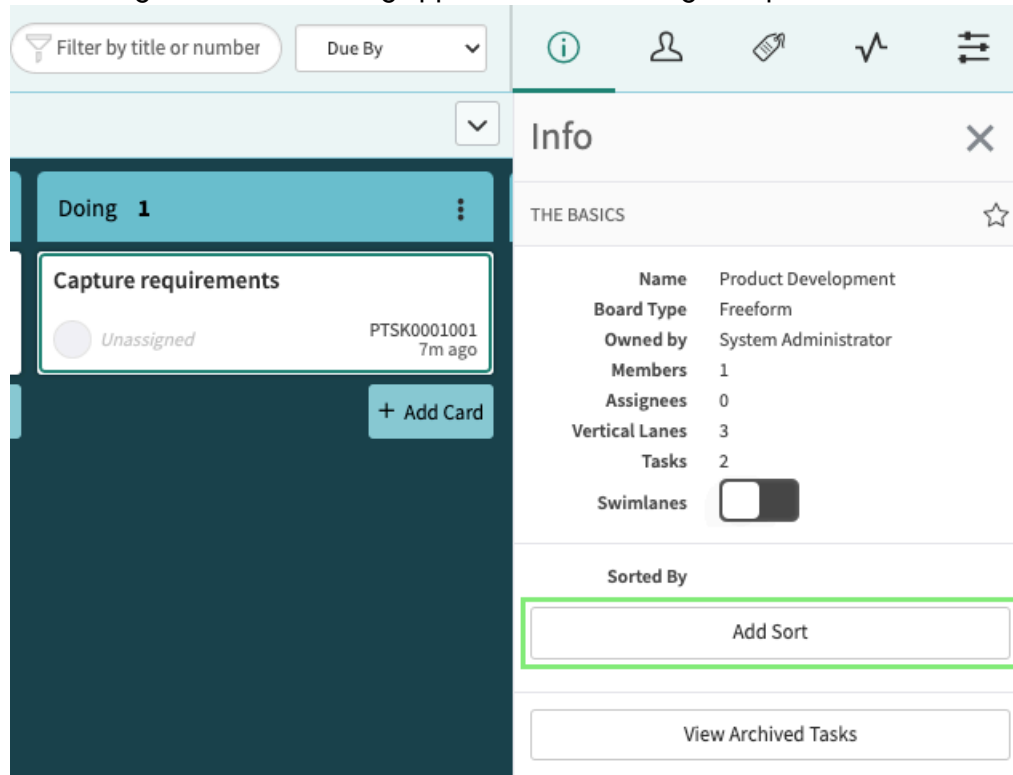 Filter by title or number
Due By
Info
Doing 1
THE BASICS
Capture requirements
Unassigned
PTSK0001001
7m ago
+ Add Card
Name Product Development
Board Type Freeform
Owned by System Administrator
Members 1
Assignees 0
Vertical Lanes 3
Tasks 2
Swimlanes
Sorted By
Add Sort
View Archived Tasks